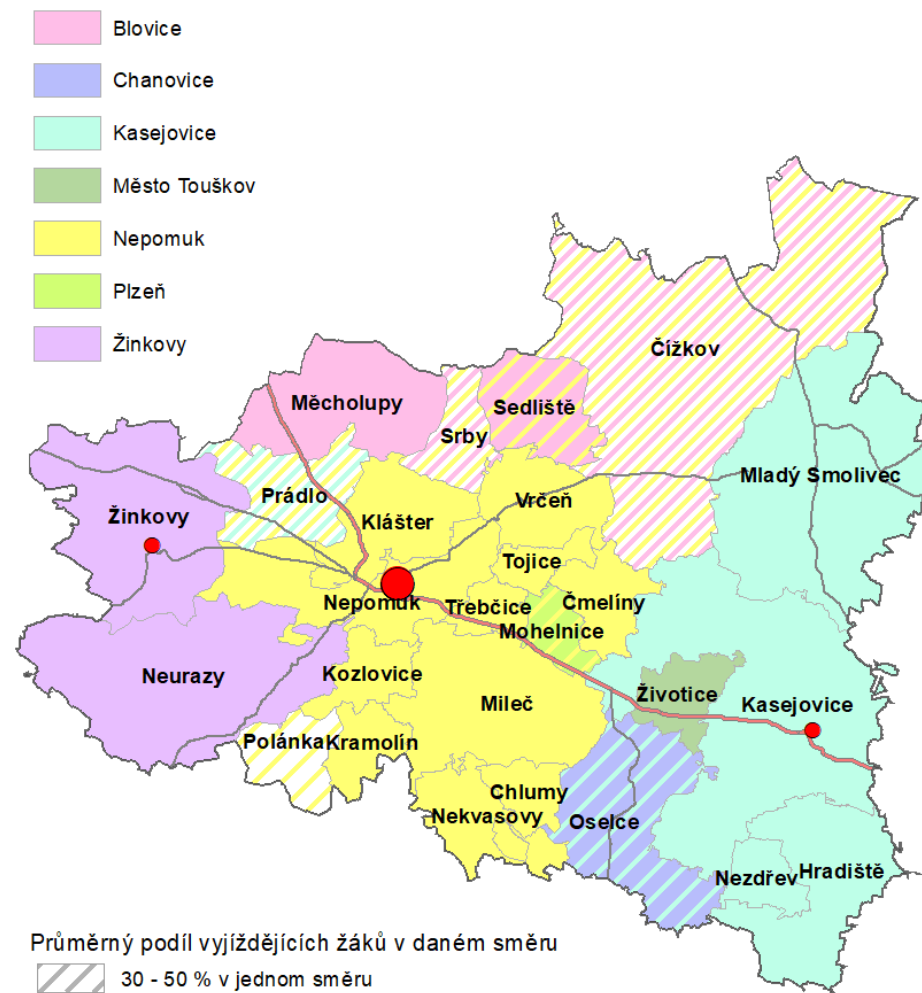 Blovice
Chanovice
Kasejovice
Město Touškov
Nepomuk
Plzeň
Žinkovy
Čížkov
Měcholupy
Sedliště
Srby
Mladý Smolivec
Prádlo
Vrčeň
Klášter
Žinkovy
Tojice
Čmelíny
Nepomuk
Třebčice
Mohelnice
Neurazy
Kozlovice
Životice
Mileč
Kasejovice
Polánka
Kramolín
Chlumy
Nekvasovy
Oselce
Nezdřev
Hradiště
Průměrný podíl vyjíždějících žáků v daném směru
30 - 50 % v jednom směru